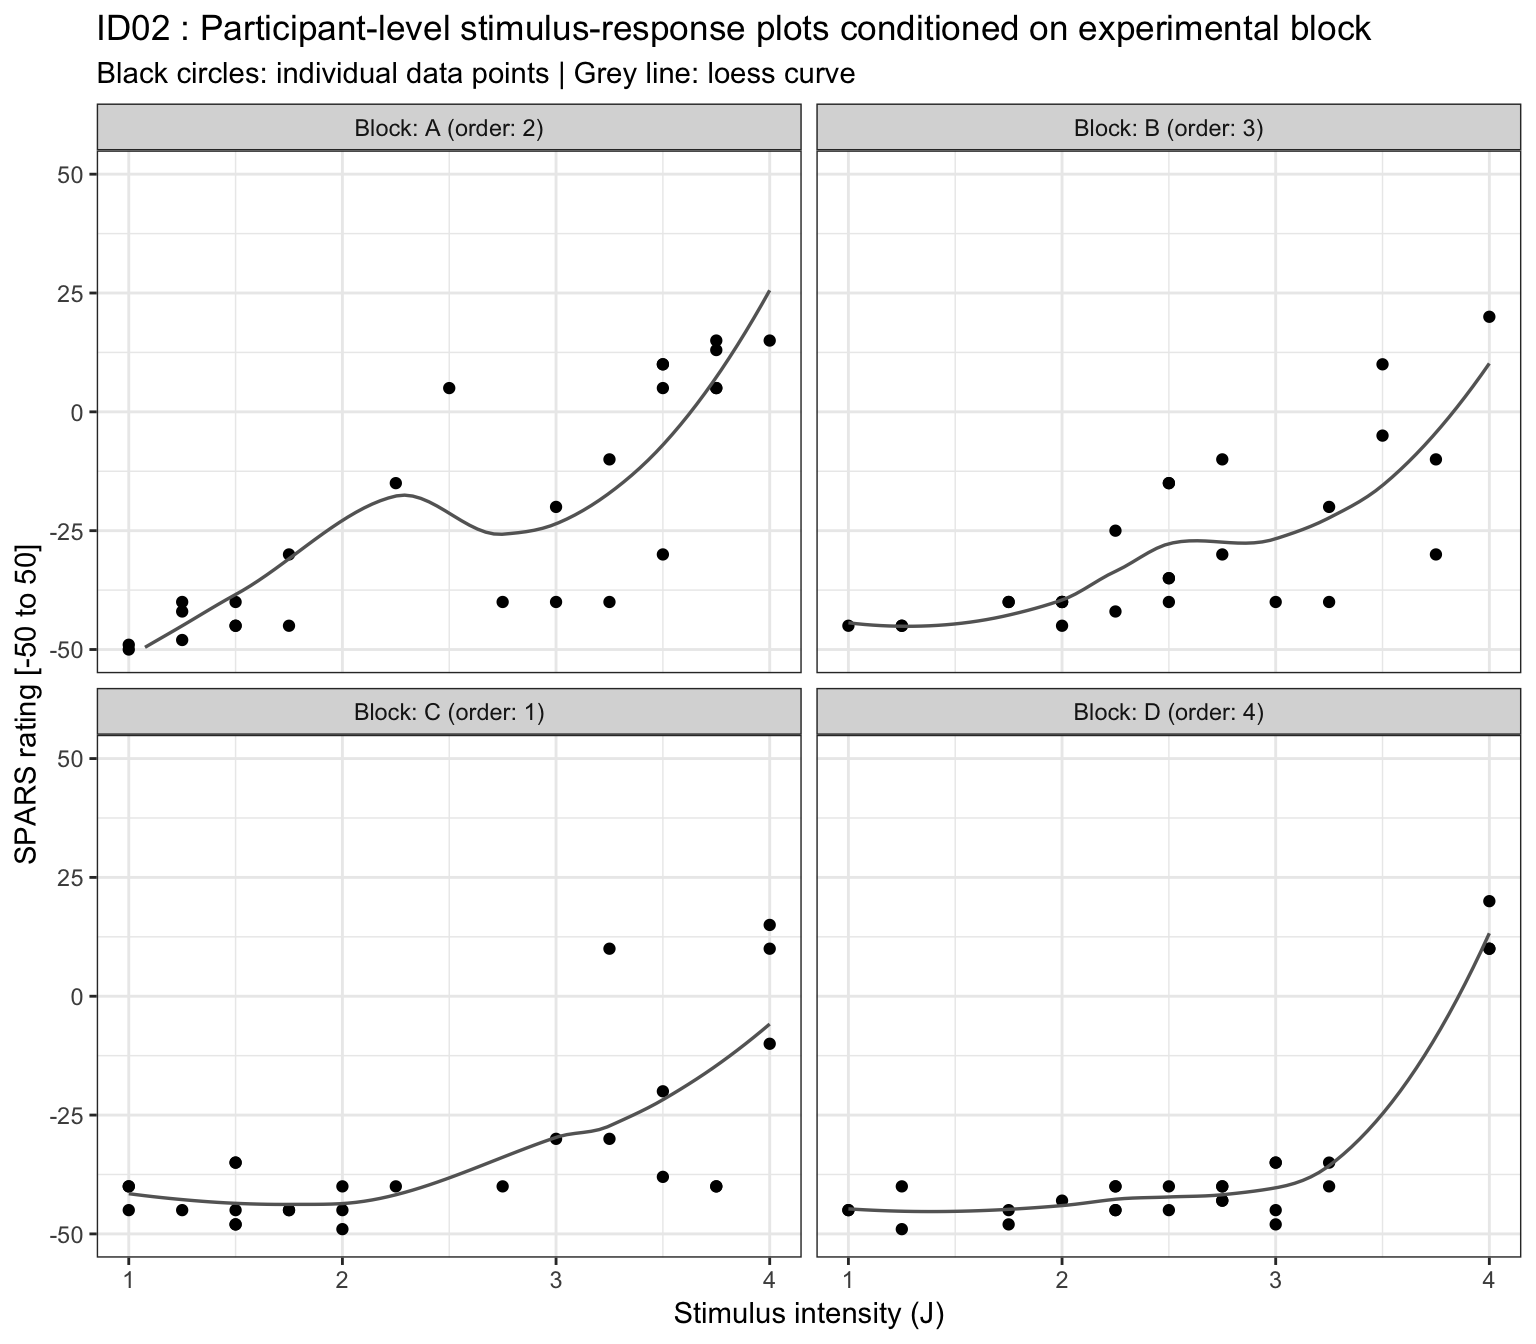 ID02 : Participant-level stimulus-response plots conditioned on experimental block
Black circles: individual data points | Grey line: loess curve
Block: A (order: 2)
Block: B (order: 3)
50
25
0
-25
-50
Block: C (order: 1)
Block: D (order: 4)
50
25
0
-25
-50
SPARS rating [-50 to 50]
1 2 3 4
1 2 3 4
Stimulus intensity (J)